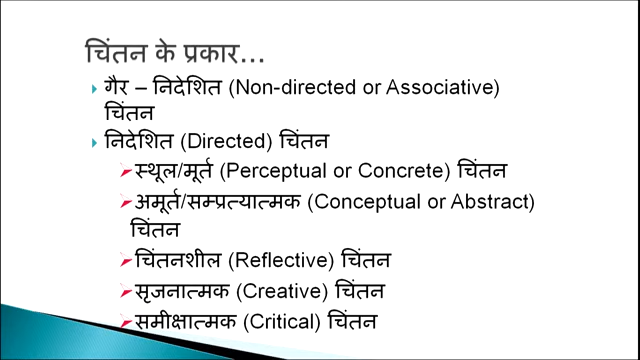 चिंतन के प्रकार...
गैर – निदेशित (Non-directed or Associative)
चिंतन
निदेशित (Directed) चिंतन
स्थूल/मूर्त (Perceptual or Concrete) चिंतन
अमूर्त/सम्प्रत्यात्मक (Conceptual or Abstract)
चिंतन
चिंतनशील (Reflective) चिंतन
सृजनात्मक (Creative) चिंतन
समीक्षात्मक (Critical) चिंतन